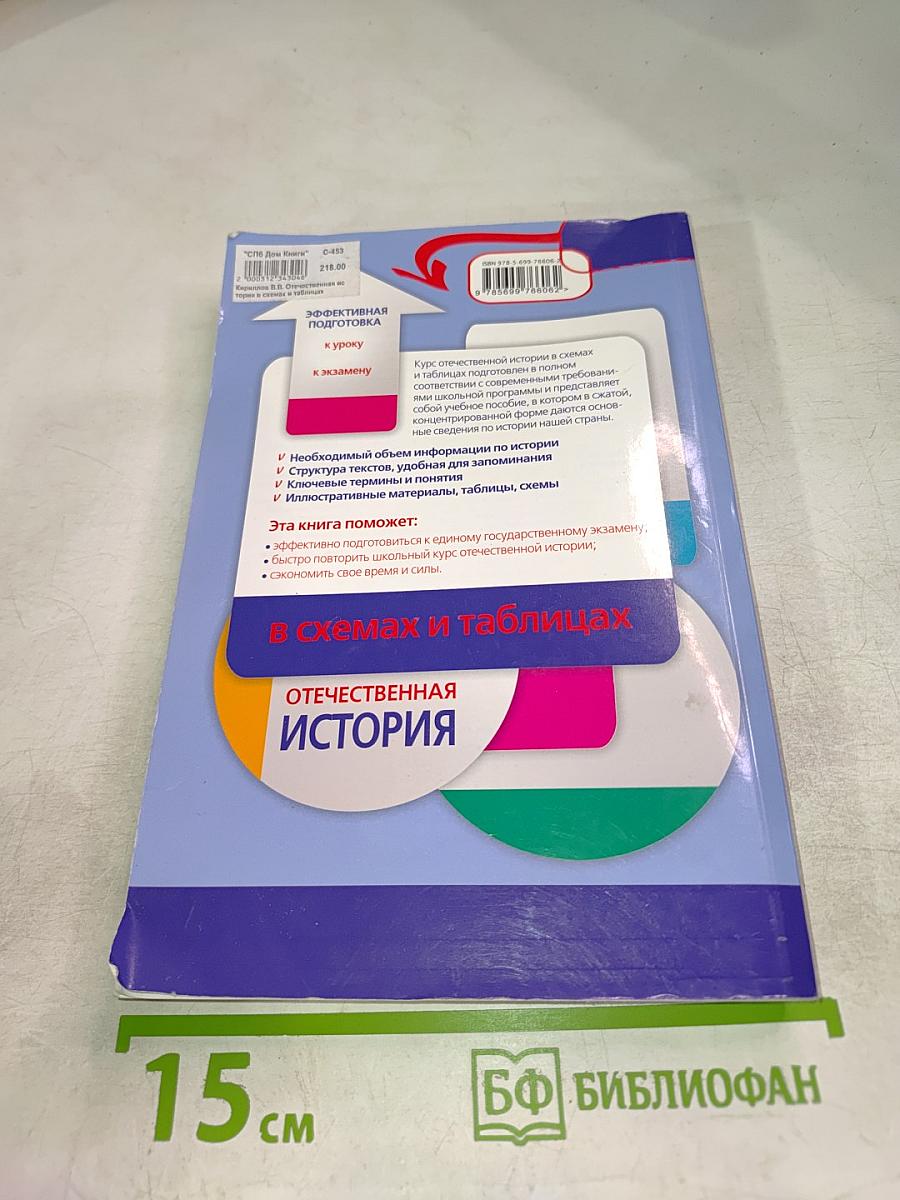 "СПб Дом Книги" С-453
2 000312 343046
218.00
Кириллов В.В. Отечественная ис
тория в схемах и таблицах
ISBN 978-5-699-76606-2
9 785699 766062 >
ЭФФЕКТИВНАЯ
ПОДГОТОВКА
к уроку
к экзамену
Курс отечественной истории в схемах
и таблицах подготовлен в полном
соответствии с современными требовани-
ями школьной программы и представляет
собой учебное пособие, в котором в сжатой,
концентрированной форме даются основ-
ные сведения по истории нашей страны.
Необходимый объем информации по истории
Структура текстов, удобная для запоминания
Ключевые термины и понятия
Иллюстративные материалы, таблицы, схемы
Эта книга поможет:
• эффективно подготовиться к единому государственному экзамену;
• быстро повторить школьный курс отечественной истории;
• сэкономить свое время и силы.
в схемах и таблицах
ОТЕЧЕСТВЕННАЯ
ИСТОРИЯ
15 см
БФ БИБЛИОФАН